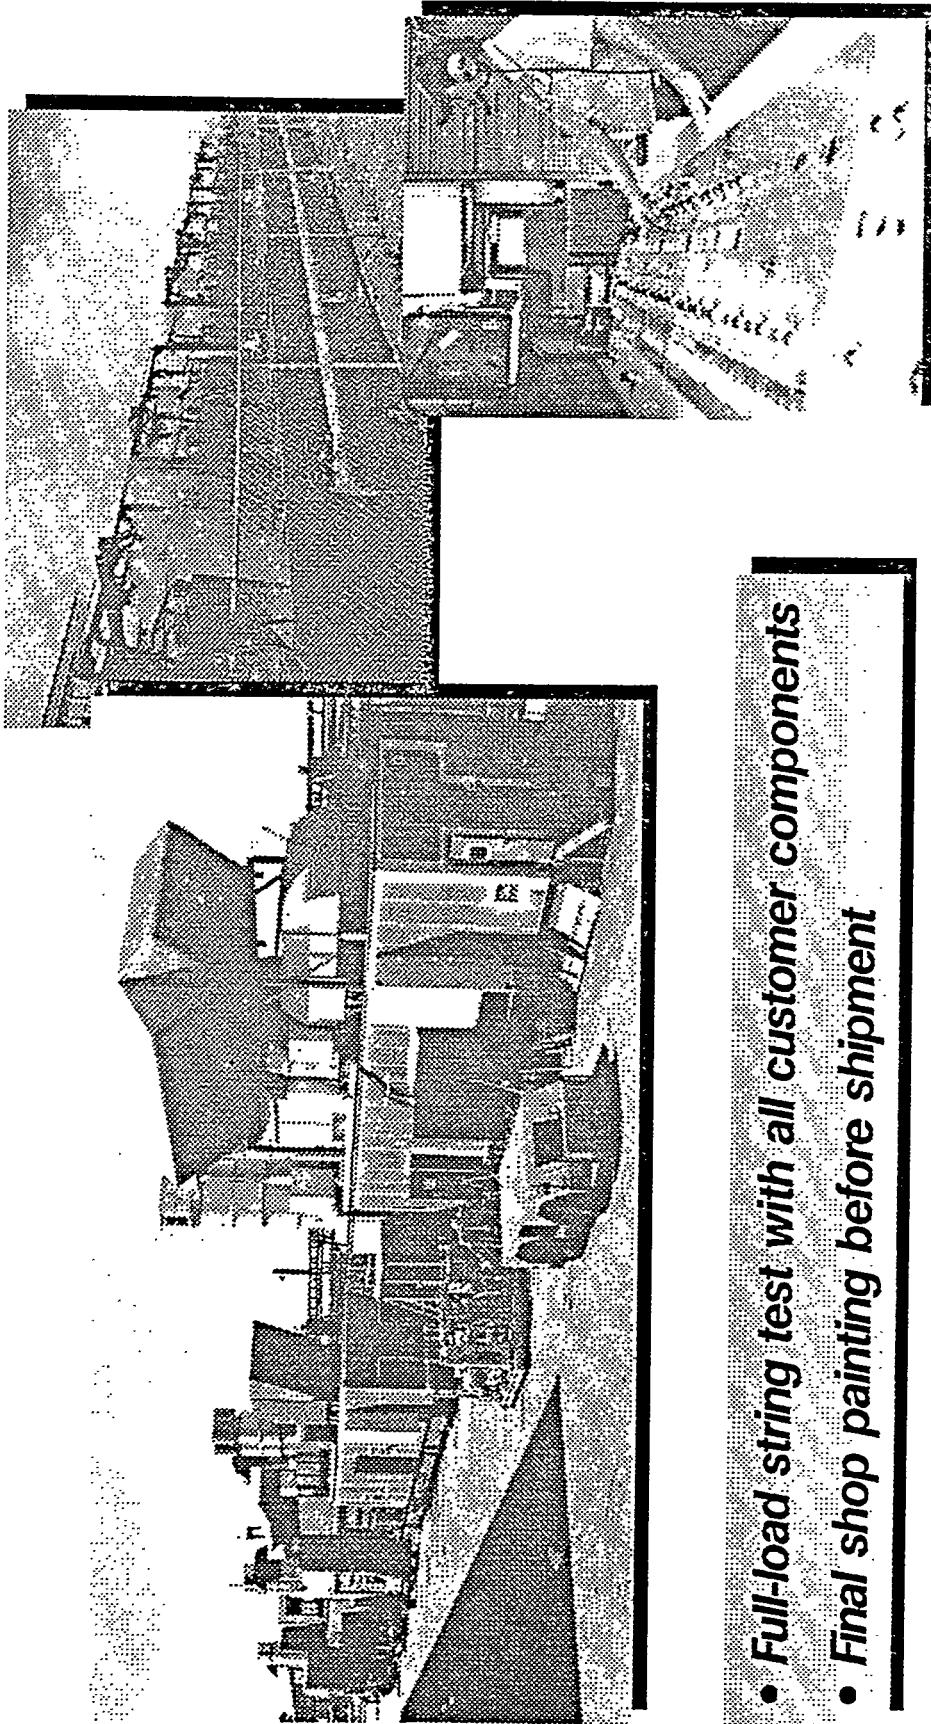 • Full-load string test with all customer components
• Final shop painting before shipment